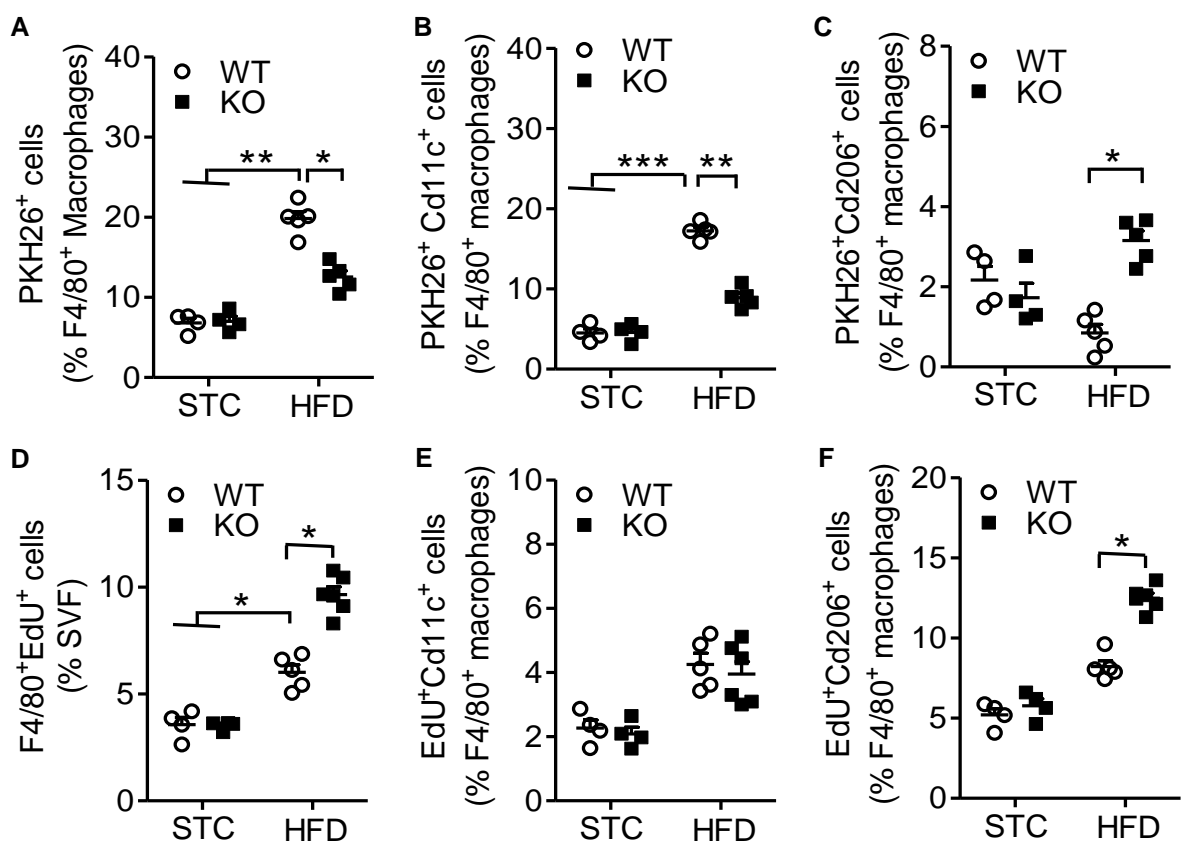 A
PKH26⁺ cells
(% F4/80⁺ Macrophages)
40
30
20
10
0
WT
KO
**
*
STC
HFD
B
PKH26⁺ Cd11c⁺ cells
(% F4/80⁺ macrophages)
40
30
20
10
0
WT
KO
***
**
STC
HFD
C
PKH26⁺Cd206⁺ cells
(% F4/80⁺ macrophages)
8
6
4
2
0
WT
KO
*
STC
HFD
D
F4/80⁺EdU⁺ cells
(% SVF)
15
10
5
0
WT
KO
*
*
STC
HFD
E
EdU⁺Cd11c⁺ cells
(% F4/80⁺ macrophages)
10
8
6
4
2
0
WT
KO
STC
HFD
F
EdU⁺Cd206⁺ cells
(% F4/80⁺ macrophages)
20
15
10
5
0
WT
KO
*
STC
HFD